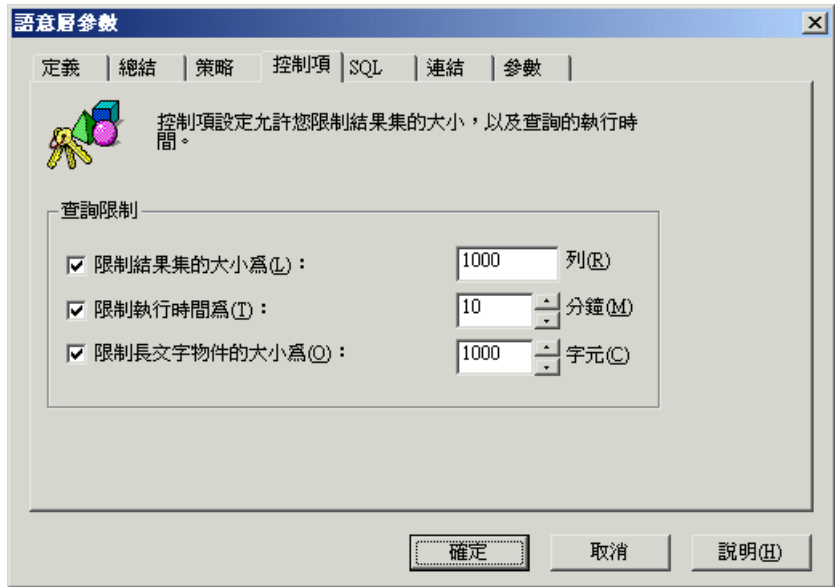 語意層參數
定義 總結 策略 控制項 SQL 連結 參數
控制項設定允許您限制結果集的大小，以及查詢的執行時
間。
查詢限制
限制結果集的大小爲(L)： 1000 列(R)
限制執行時間爲(T)： 10 分鐘(M)
限制長文字物件的大小爲(O)： 1000 字元(C)
確定 取消 說明(H)